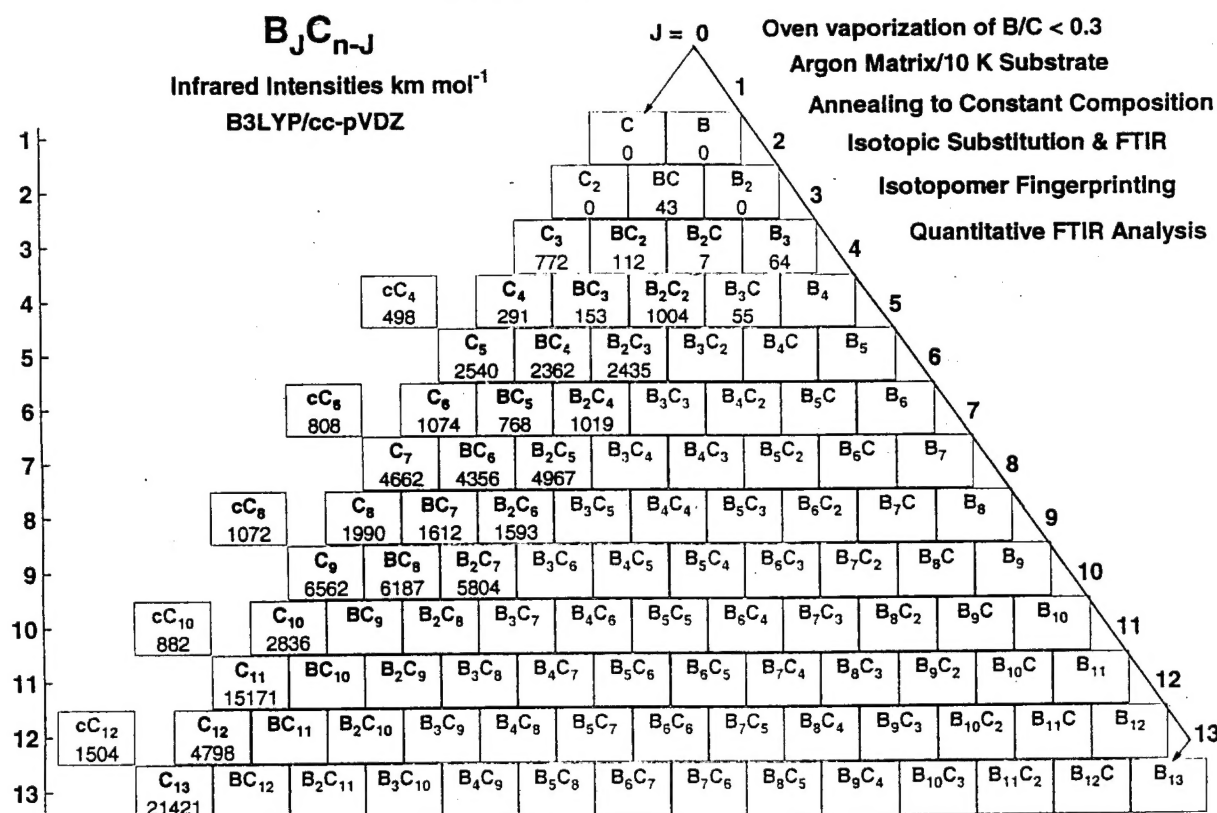 B_J C_{n-J}
Infrared Intensities km mol⁻¹
B3LYP/cc-pVDZ
J = 0
Oven vaporization of B/C < 0.3
Argon Matrix/10 K Substrate
Annealing to Constant Composition
Isotopic Substitution & FTIR
Isotopomer Fingerprinting
Quantitative FTIR Analysis
1
1 C B 2
0 0
2 C₂ BC B₂ 3
0 43 0
3 C₃ BC₂ B₂C B₃ 4
772 112 7 64
4 cC₄ C₄ BC₃ B₂C₂ B₃C B₄ 5
498 291 153 1004 55
5 C₅ BC₄ B₂C₃ B₃C₂ B₄C B₅ 6
2540 2362 2435
6 cC₆ C₆ BC₅ B₂C₄ B₃C₃ B₄C₂ B₅C B₆ 7
808 1074 768 1019
7 C₇ BC₆ B₂C₅ B₃C₄ B₄C₃ B₅C₂ B₆C B₇ 8
4662 4356 4967
8 cC₈ C₈ BC₇ B₂C₆ B₃C₅ B₄C₄ B₅C₃ B₆C₂ B₇C B₈ 9
1072 1990 1612 1593
9 C₉ BC₈ B₂C₇ B₃C₆ B₄C₅ B₅C₄ B₆C₃ B₇C₂ B₈C B₉ 10
6562 6187 5804
10 cC₁₀ C₁₀ BC₉ B₂C₈ B₃C₇ B₄C₆ B₅C₅ B₆C₄ B₇C₃ B₈C₂ B₉C B₁₀ 11
882 2836
11 C₁₁ BC₁₀ B₂C₉ B₃C₈ B₄C₇ B₅C₆ B₆C₅ B₇C₄ B₈C₃ B₉C₂ B₁₀C B₁₁ 12
15171
12 cC₁₂ C₁₂ BC₁₁ B₂C₁₀ B₃C₉ B₄C₈ B₅C₇ B₆C₆ B₇C₅ B₈C₄ B₉C₃ B₁₀C₂ B₁₁C B₁₂ 13
1504 4798
13 C₁₃ BC₁₂ B₂C₁₁ B₃C₁₀ B₄C₉ B₅C₈ B₆C₇ B₇C₆ B₈C₅ B₉C₄ B₁₀C₃ B₁₁C₂ B₁₂C B₁₃
21421